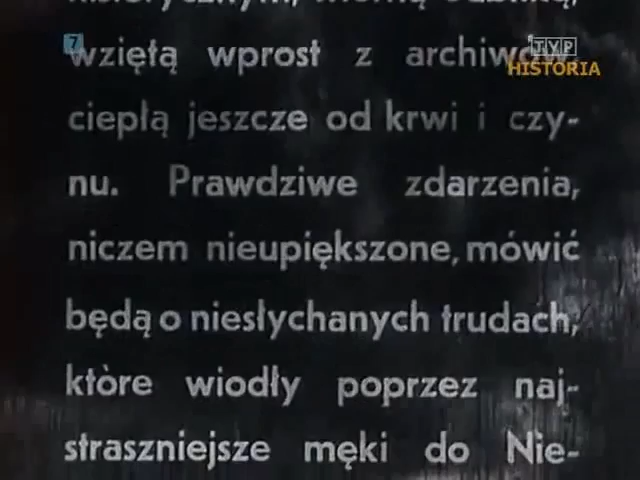 7
TVP
HISTORIA
wziętą wprost z archiwów
ciepłą jeszcze od krwi i czy-
nu. Prawdziwe zdarzenia,
niczem nieupiększone, mówić
będą o niesłychanych trudach,
które wiodły poprzez naj-
straszniejsze męki do Nie-